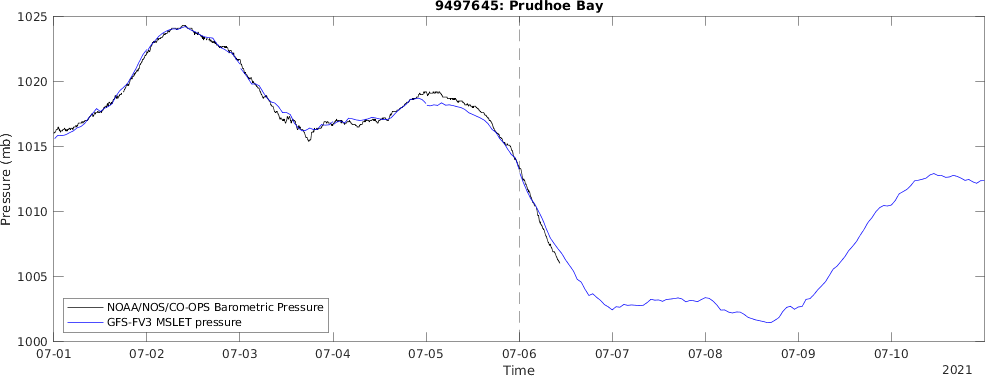 9497645: Prudhoe Bay
1025
1020
1015
1010
1005
1000
Pressure (mb)
NOAA/NOS/CO-OPS Barometric Pressure
GFS-FV3 MSLET pressure
07-01 07-02 07-03 07-04 07-05 07-06 07-07 07-08 07-09 07-10
Time
2021